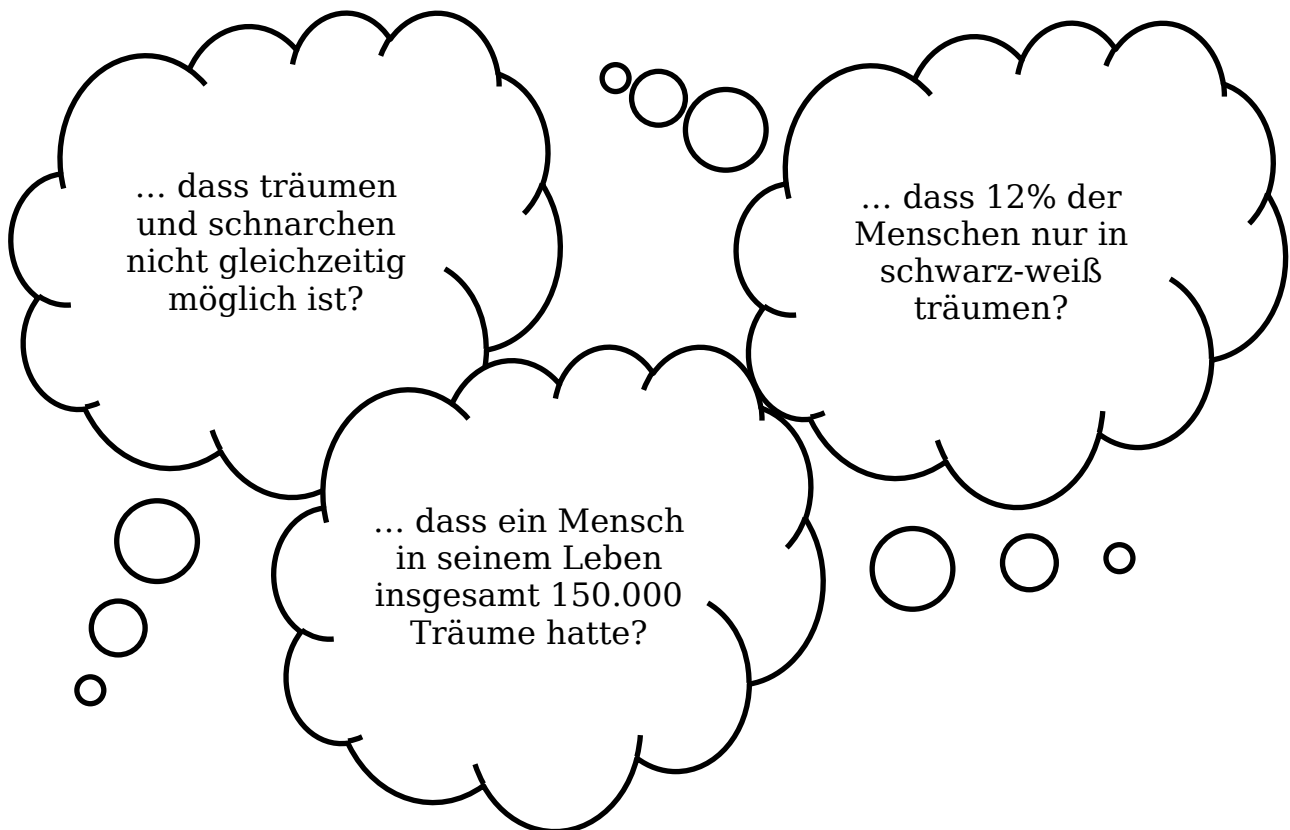 … dass träumen
und schnarchen
nicht gleichzeitig
möglich ist?
… dass 12% der
Menschen nur in
schwarz-weiß
träumen?
… dass ein Mensch
in seinem Leben
insgesamt 150.000
Träume hatte?